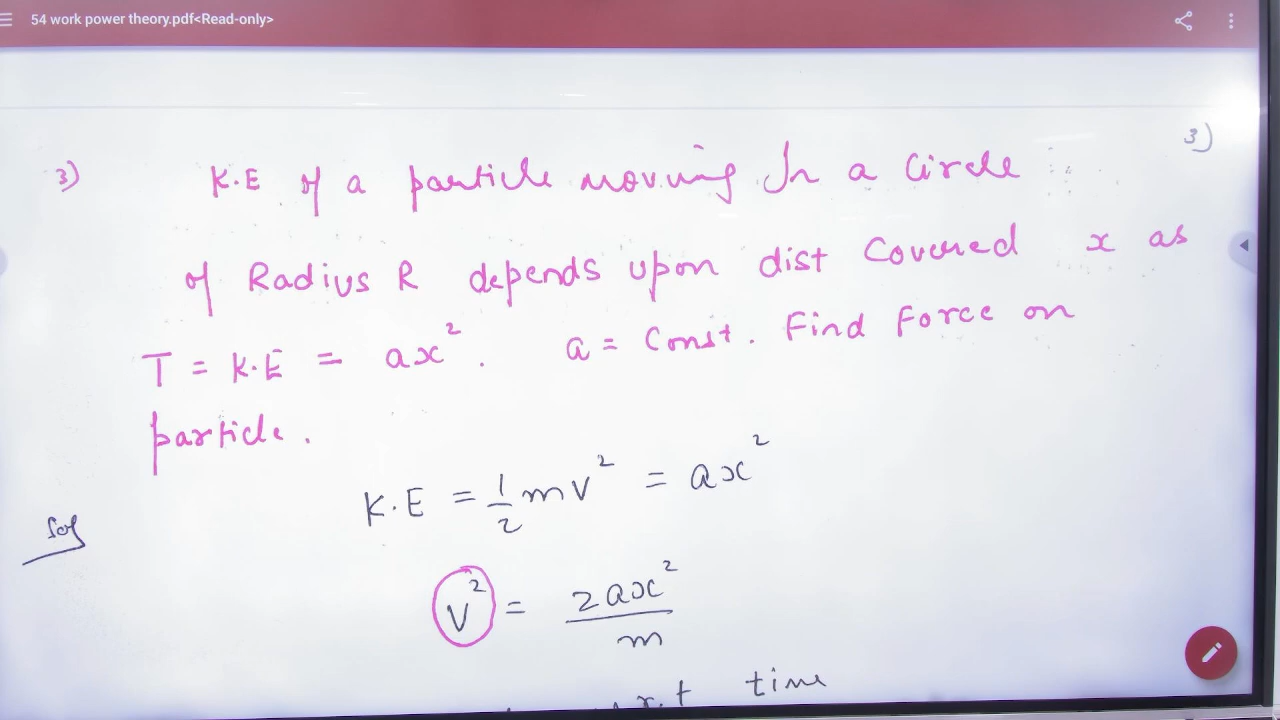 54 work power theory.pdf<Read-only>
3)
3) K.E of a particle moving In a Circle
of Radius R depends upon dist Covered x as
T = K.E = ax². a = Const. Find Force on
particle.
Sol K.E = 1/2 mv² = ax²
v² = 2ax²/m
w.r.t time